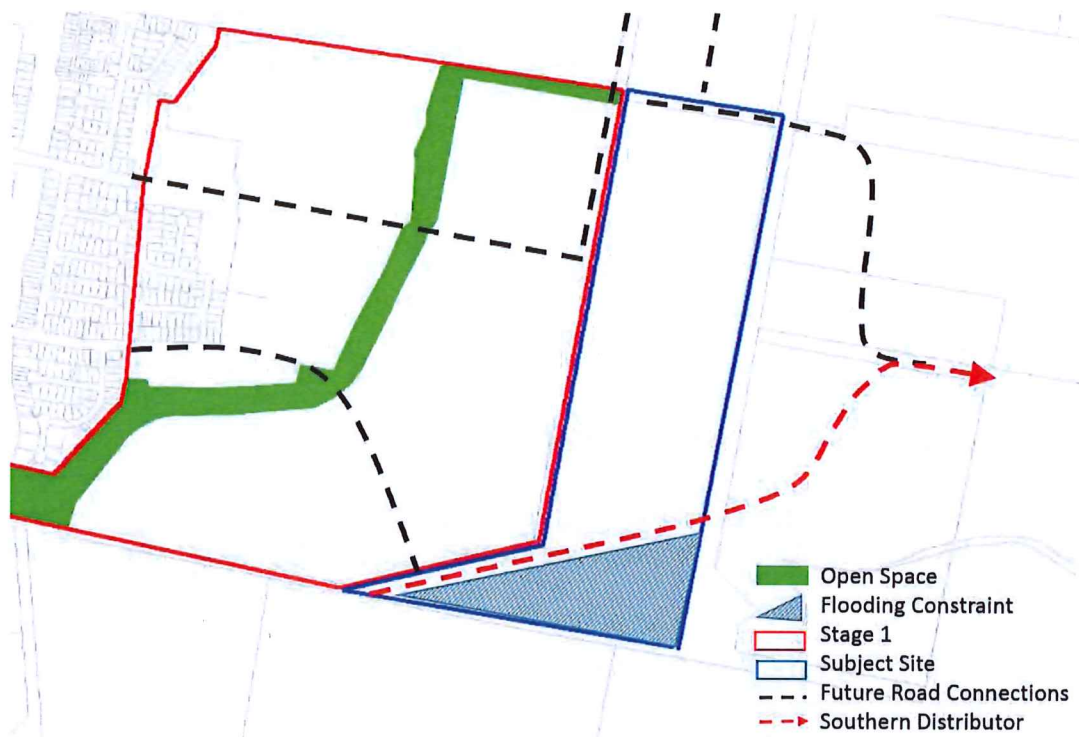 Open Space
Flooding Constraint
Stage 1
Subject Site
Future Road Connections
Southern Distributor